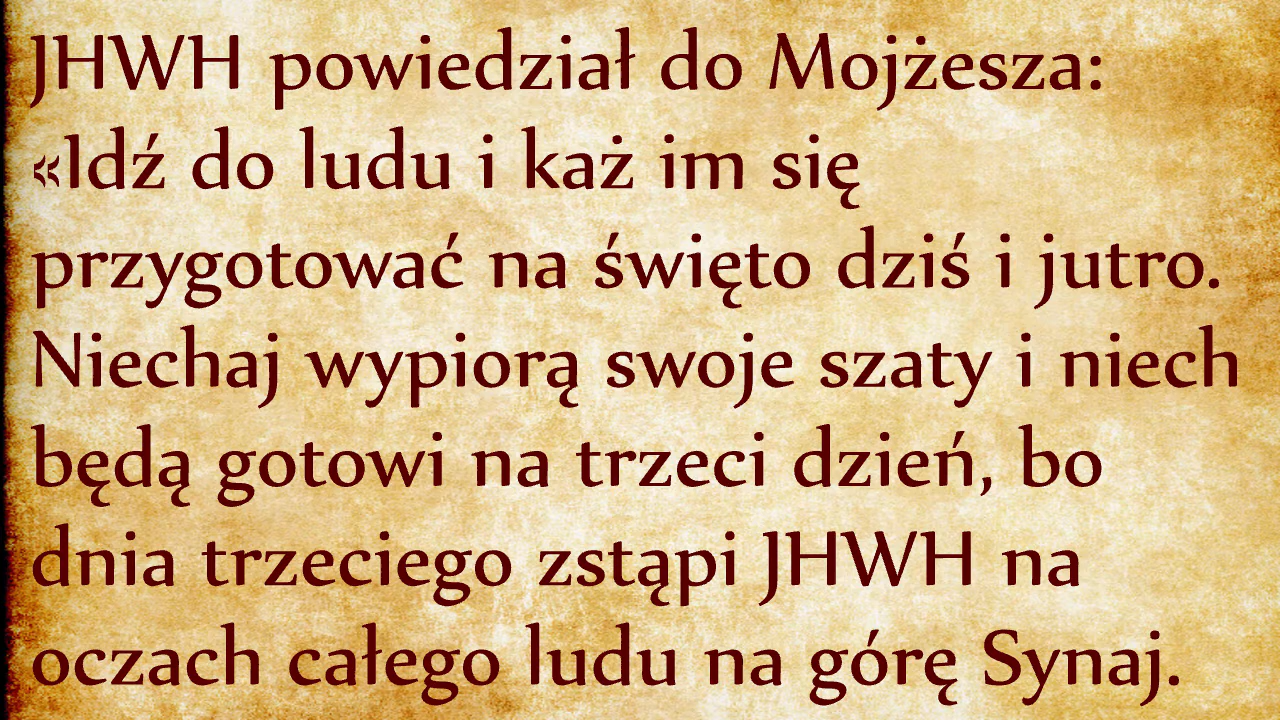 JHWH powiedział do Mojżesza:
«Idź do ludu i każ im się
przygotować na święto dziś i jutro.
Niechaj wypiorą swoje szaty i niech
będą gotowi na trzeci dzień, bo
dnia trzeciego zstąpi JHWH na
oczach całego ludu na górę Synaj.